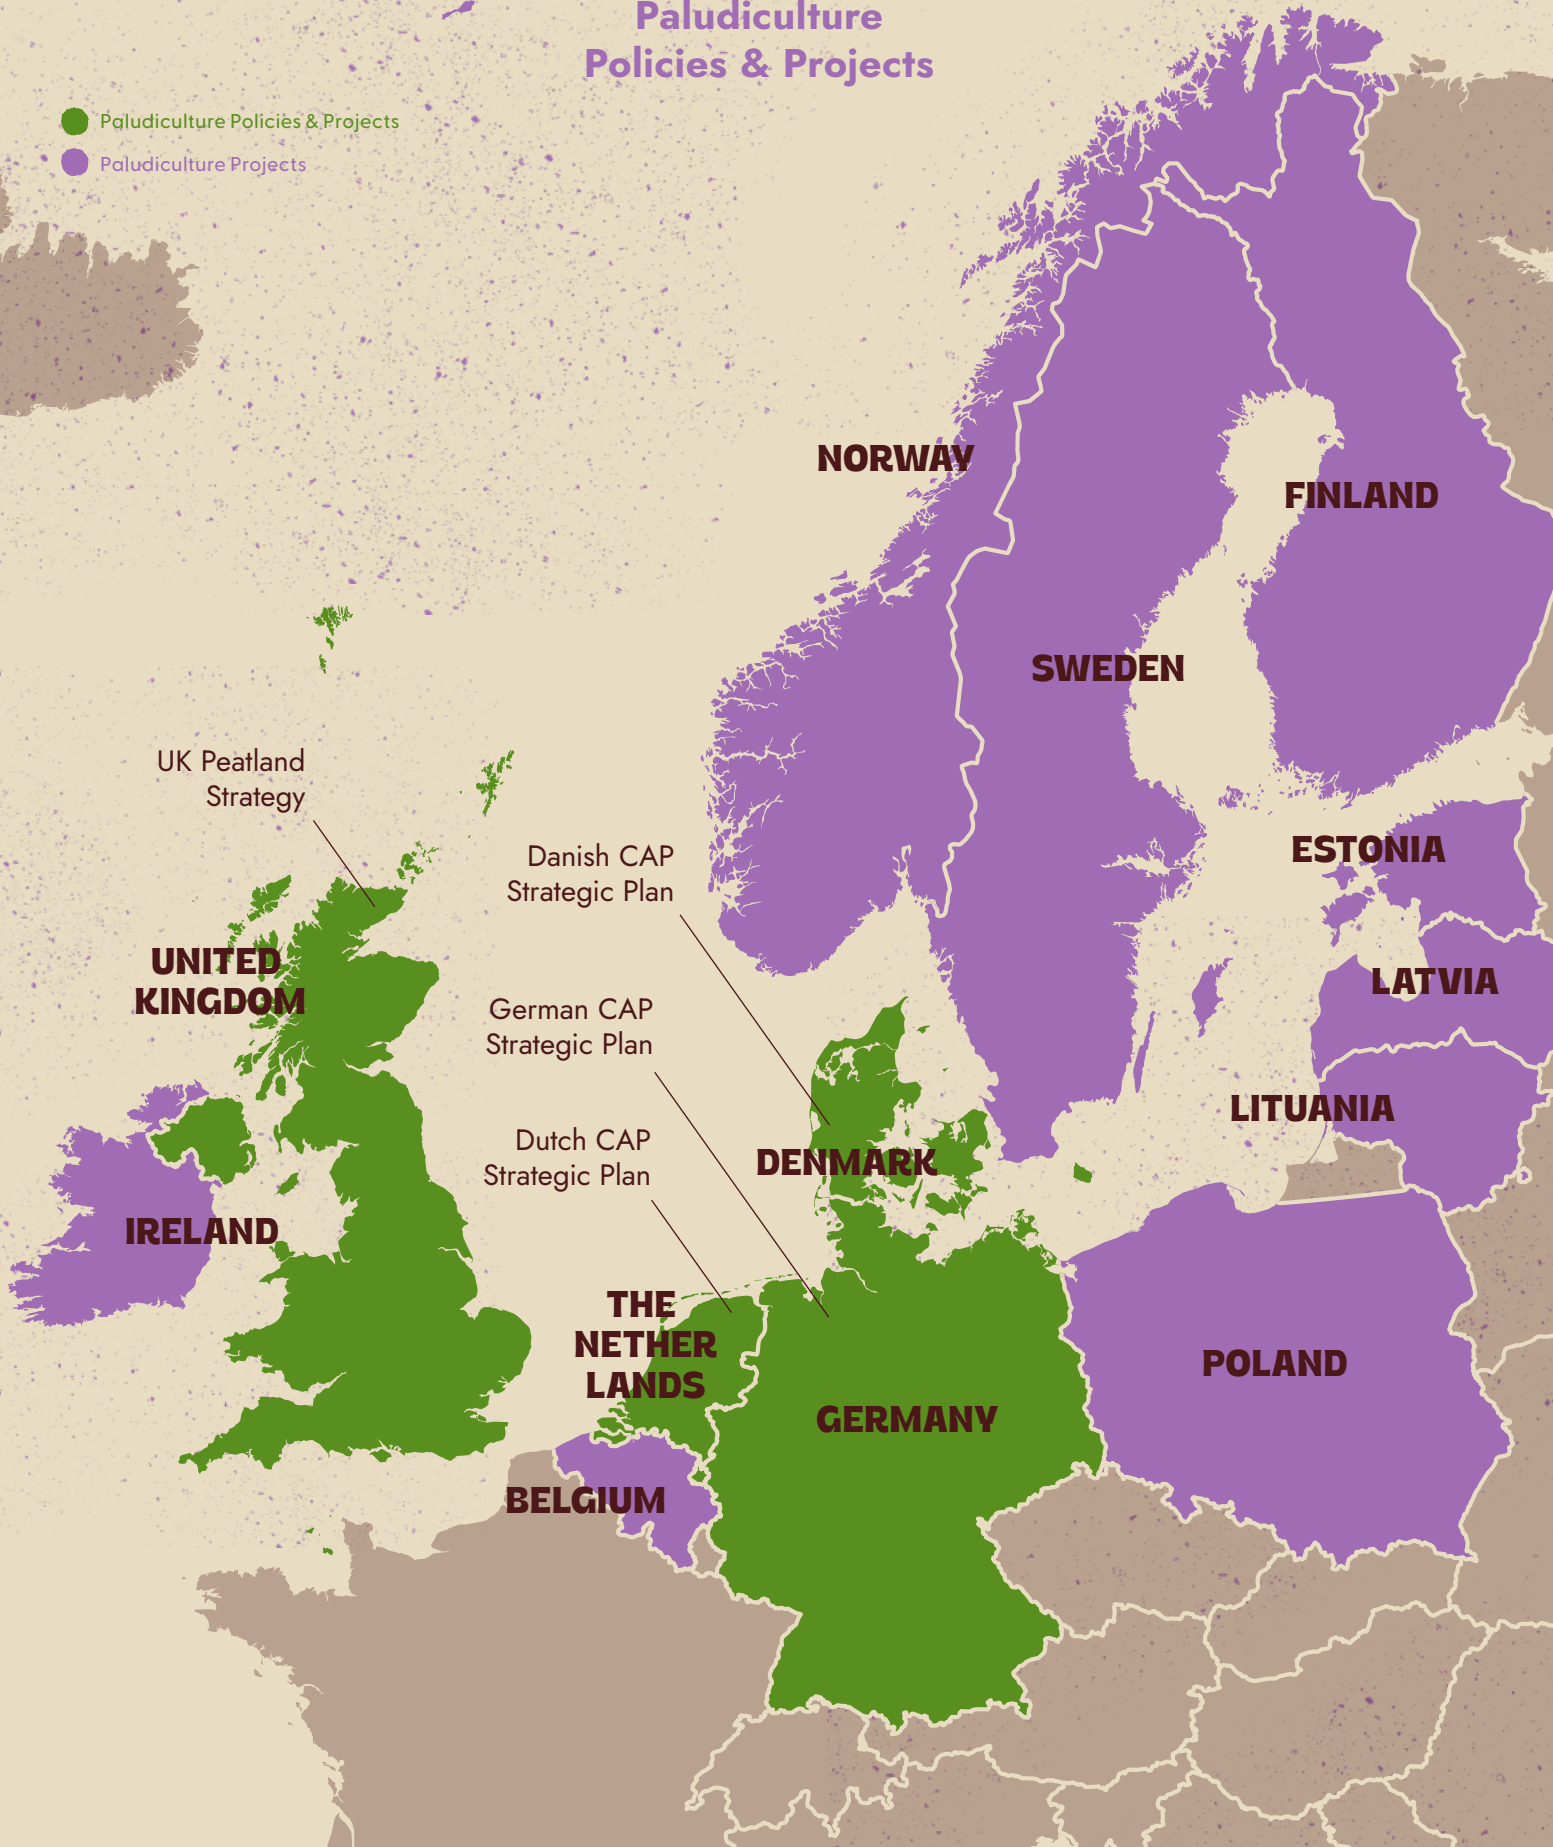 Paludiculture
Policies & Projects
Paludiculture Policies & Projects
Paludiculture Projects
NORWAY
FINLAND
SWEDEN
UK Peatland
Strategy
Danish CAP
Strategic Plan
ESTONIA
UNITED
KINGDOM
LATVIA
German CAP
Strategic Plan
LITUANIA
Dutch CAP
Strategic Plan
DENMARK
IRELAND
THE
NETHER
LANDS
POLAND
GERMANY
BELGIUM